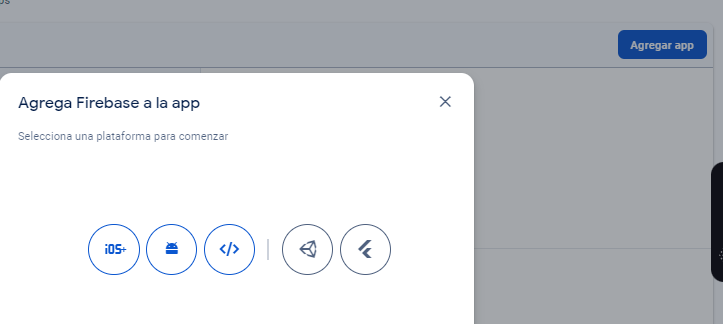 Agregar app
Agrega Firebase a la app
Selecciona una plataforma para comenzar
iOS+